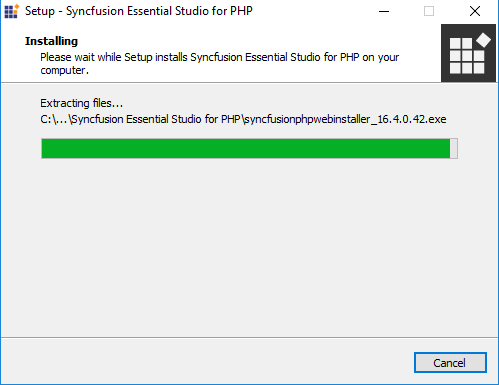 Setup - Syncfusion Essential Studio for PHP
Installing
Please wait while Setup installs Syncfusion Essential Studio for PHP on your
computer.
Extracting files...
C:\...\Syncfusion Essential Studio for PHP\syncfusionphpwebinstaller_16.4.0.42.exe
Cancel